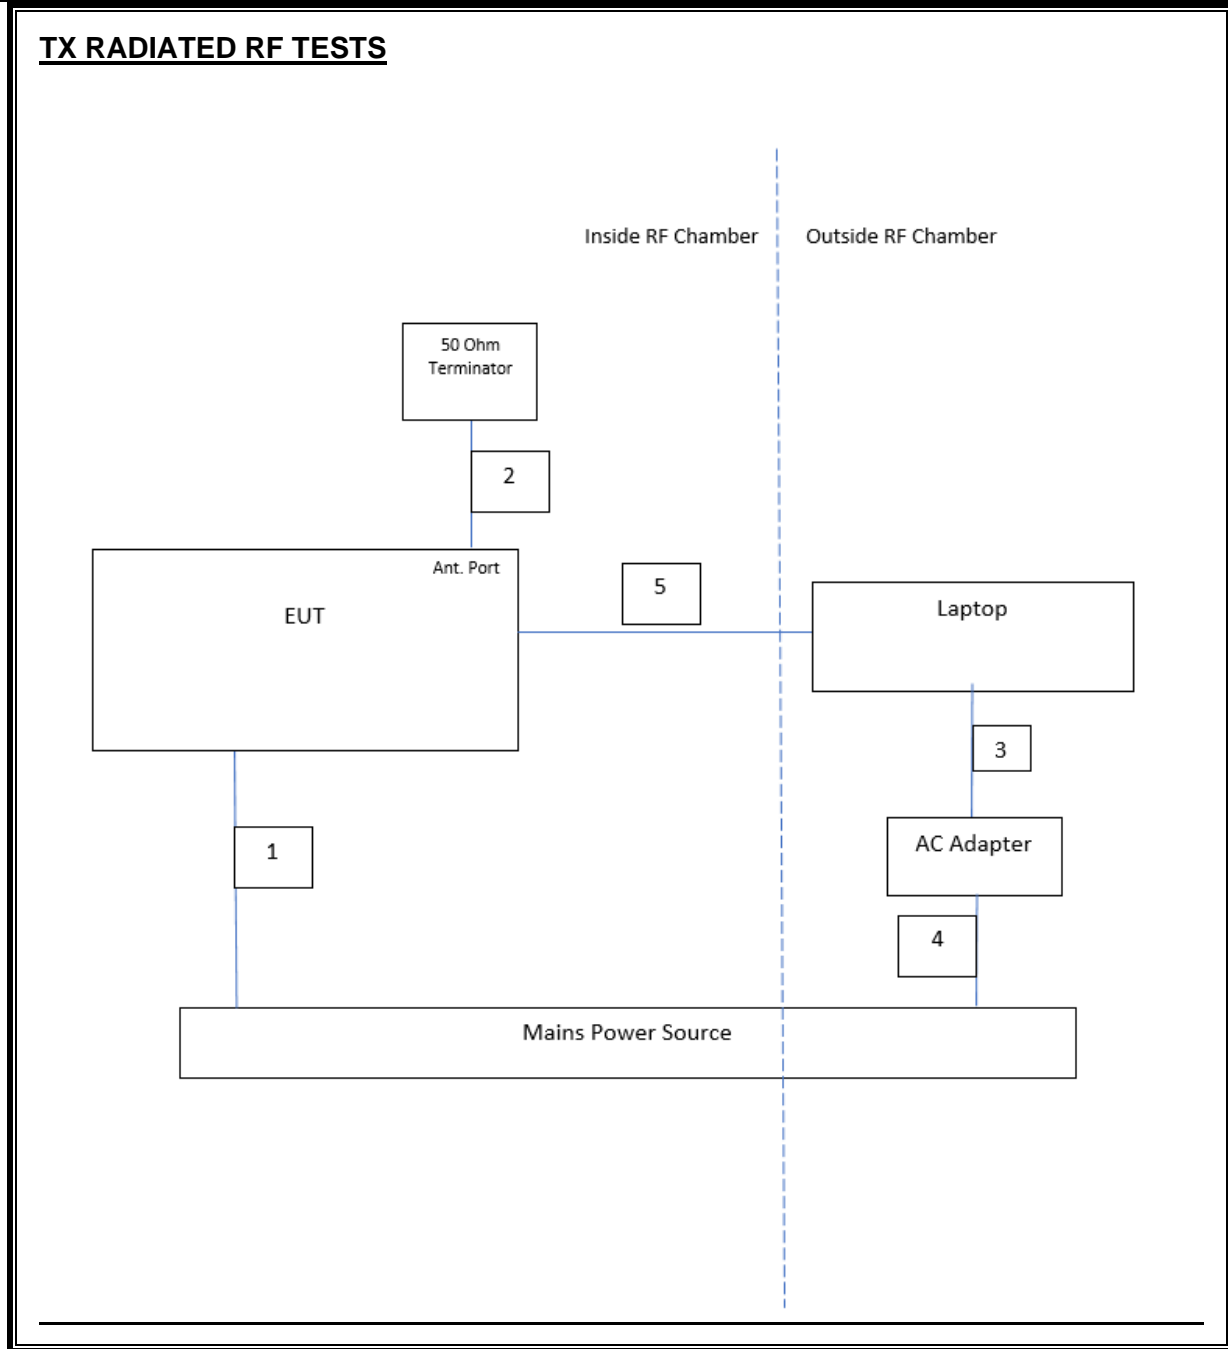 TX RADIATED RF TESTS
Inside RF Chamber
Outside RF Chamber
50 Ohm
Terminator
2
Ant. Port
EUT
5
Laptop
3
1
AC Adapter
4
Mains Power Source